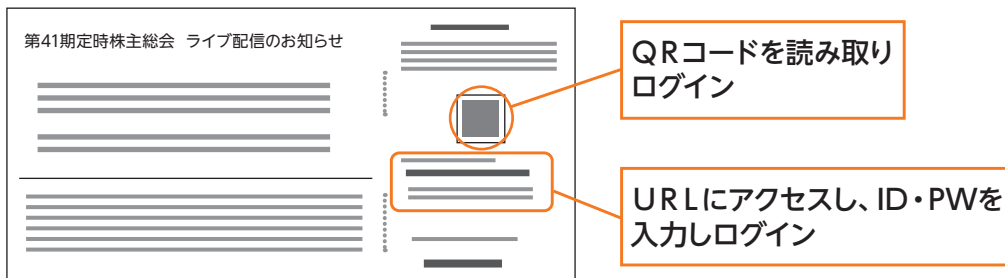 第41期定時株主総会 ライブ配信のお知らせ
QRコードを読み取り
ログイン
URLにアクセスし、ID・PWを
入力しログイン